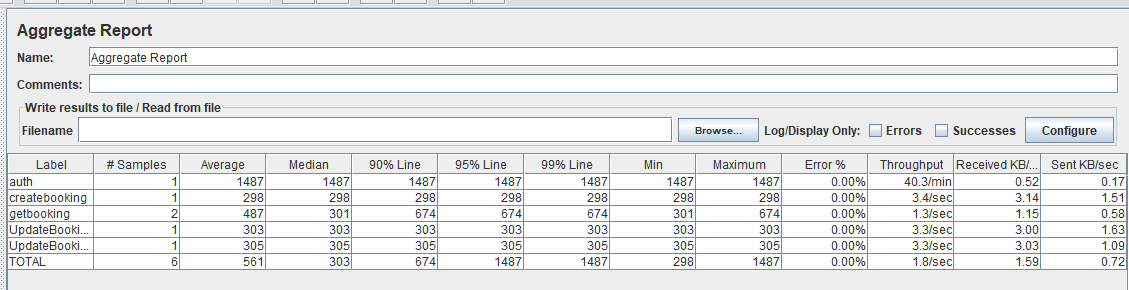 Aggregate Report
Name: Aggregate Report
Comments:
Write results to file / Read from file
Filename Browse... Log/Display Only: Errors Successes Configure
Label # Samples Average Median 90% Line 95% Line 99% Line Min Maximum Error % Throughput Received KB/... Sent KB/sec
auth 1 1487 1487 1487 1487 1487 1487 1487 0.00% 40.3/min 0.52 0.17
createbooking 1 298 298 298 298 298 298 298 0.00% 3.4/sec 3.14 1.51
getbooking 2 487 301 674 674 674 301 674 0.00% 1.3/sec 1.15 0.58
UpdateBooki... 1 303 303 303 303 303 303 303 0.00% 3.3/sec 3.00 1.63
UpdateBooki... 1 305 305 305 305 305 305 305 0.00% 3.3/sec 3.03 1.09
TOTAL 6 561 303 674 1487 1487 298 1487 0.00% 1.8/sec 1.59 0.72